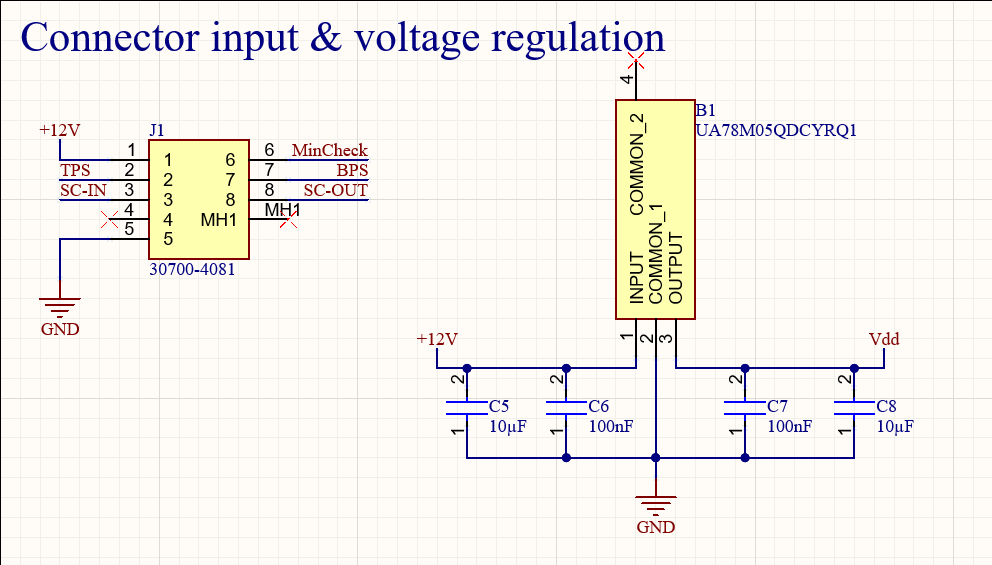 Connector input & voltage regulation
4
B1
UA78M05QDCYRQ1
COMMON_2
INPUT
COMMON_1
OUTPUT
1
2
3
+12V
J1
1 1 6 6 MinCheck
TPS 2 2 7 7 BPS
SC-IN 3 3 8 8 SC-OUT
4 4 MH1 MH1
5 5
30700-4081
GND
+12V
Vdd
2 2 2 2
C5 C6 C7 C8
10µF 100nF 100nF 10µF
1 1 1 1
GND